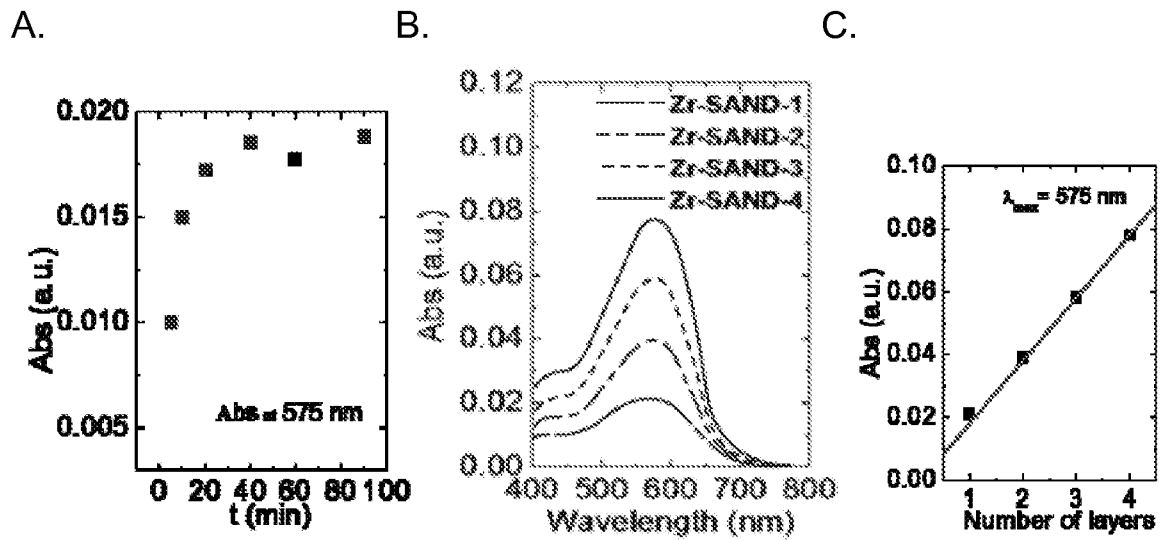 A.
B.
C.
0.020
0.015
0.010
0.005
Abs (a.u.)
Abs at 575 nm
0 20 40 60 80 100
t (min)
0.12
0.10
0.08
0.06
0.04
0.02
0.00
Abs (a.u.)
Zr-SAND-1
Zr-SAND-2
Zr-SAND-3
Zr-SAND-4
400 500 600 700 800
Wavelength (nm)
0.10
0.08
0.06
0.04
0.02
0.00
Abs (a.u.)
λmax= 575 nm
1 2 3 4
Number of layers